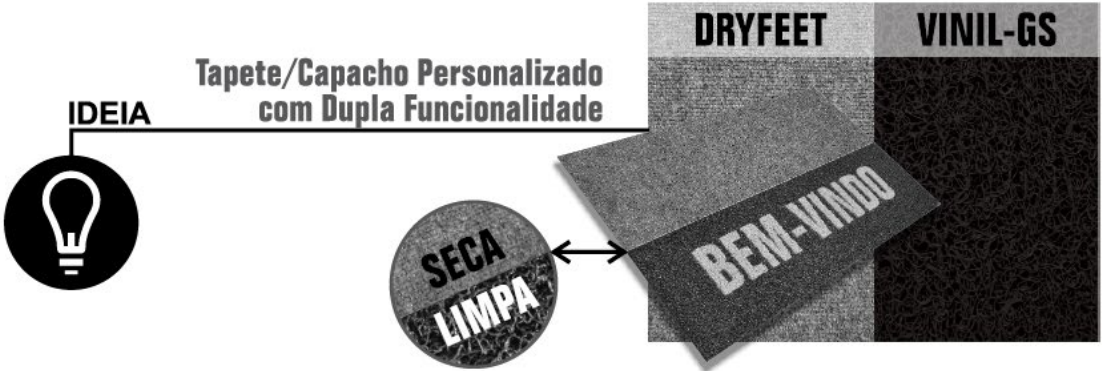 DRYFEET
VINIL-GS
Tapete/Capacho Personalizado
com Dupla Funcionalidade
IDEIA
BEM-VINDO
SECA
LIMPA